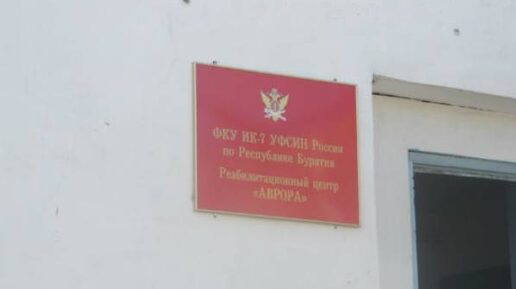 ФКУ ИК-7 УФСИН России
по Республике Бурятия
Реабилитационный центр
«АВРОРА»